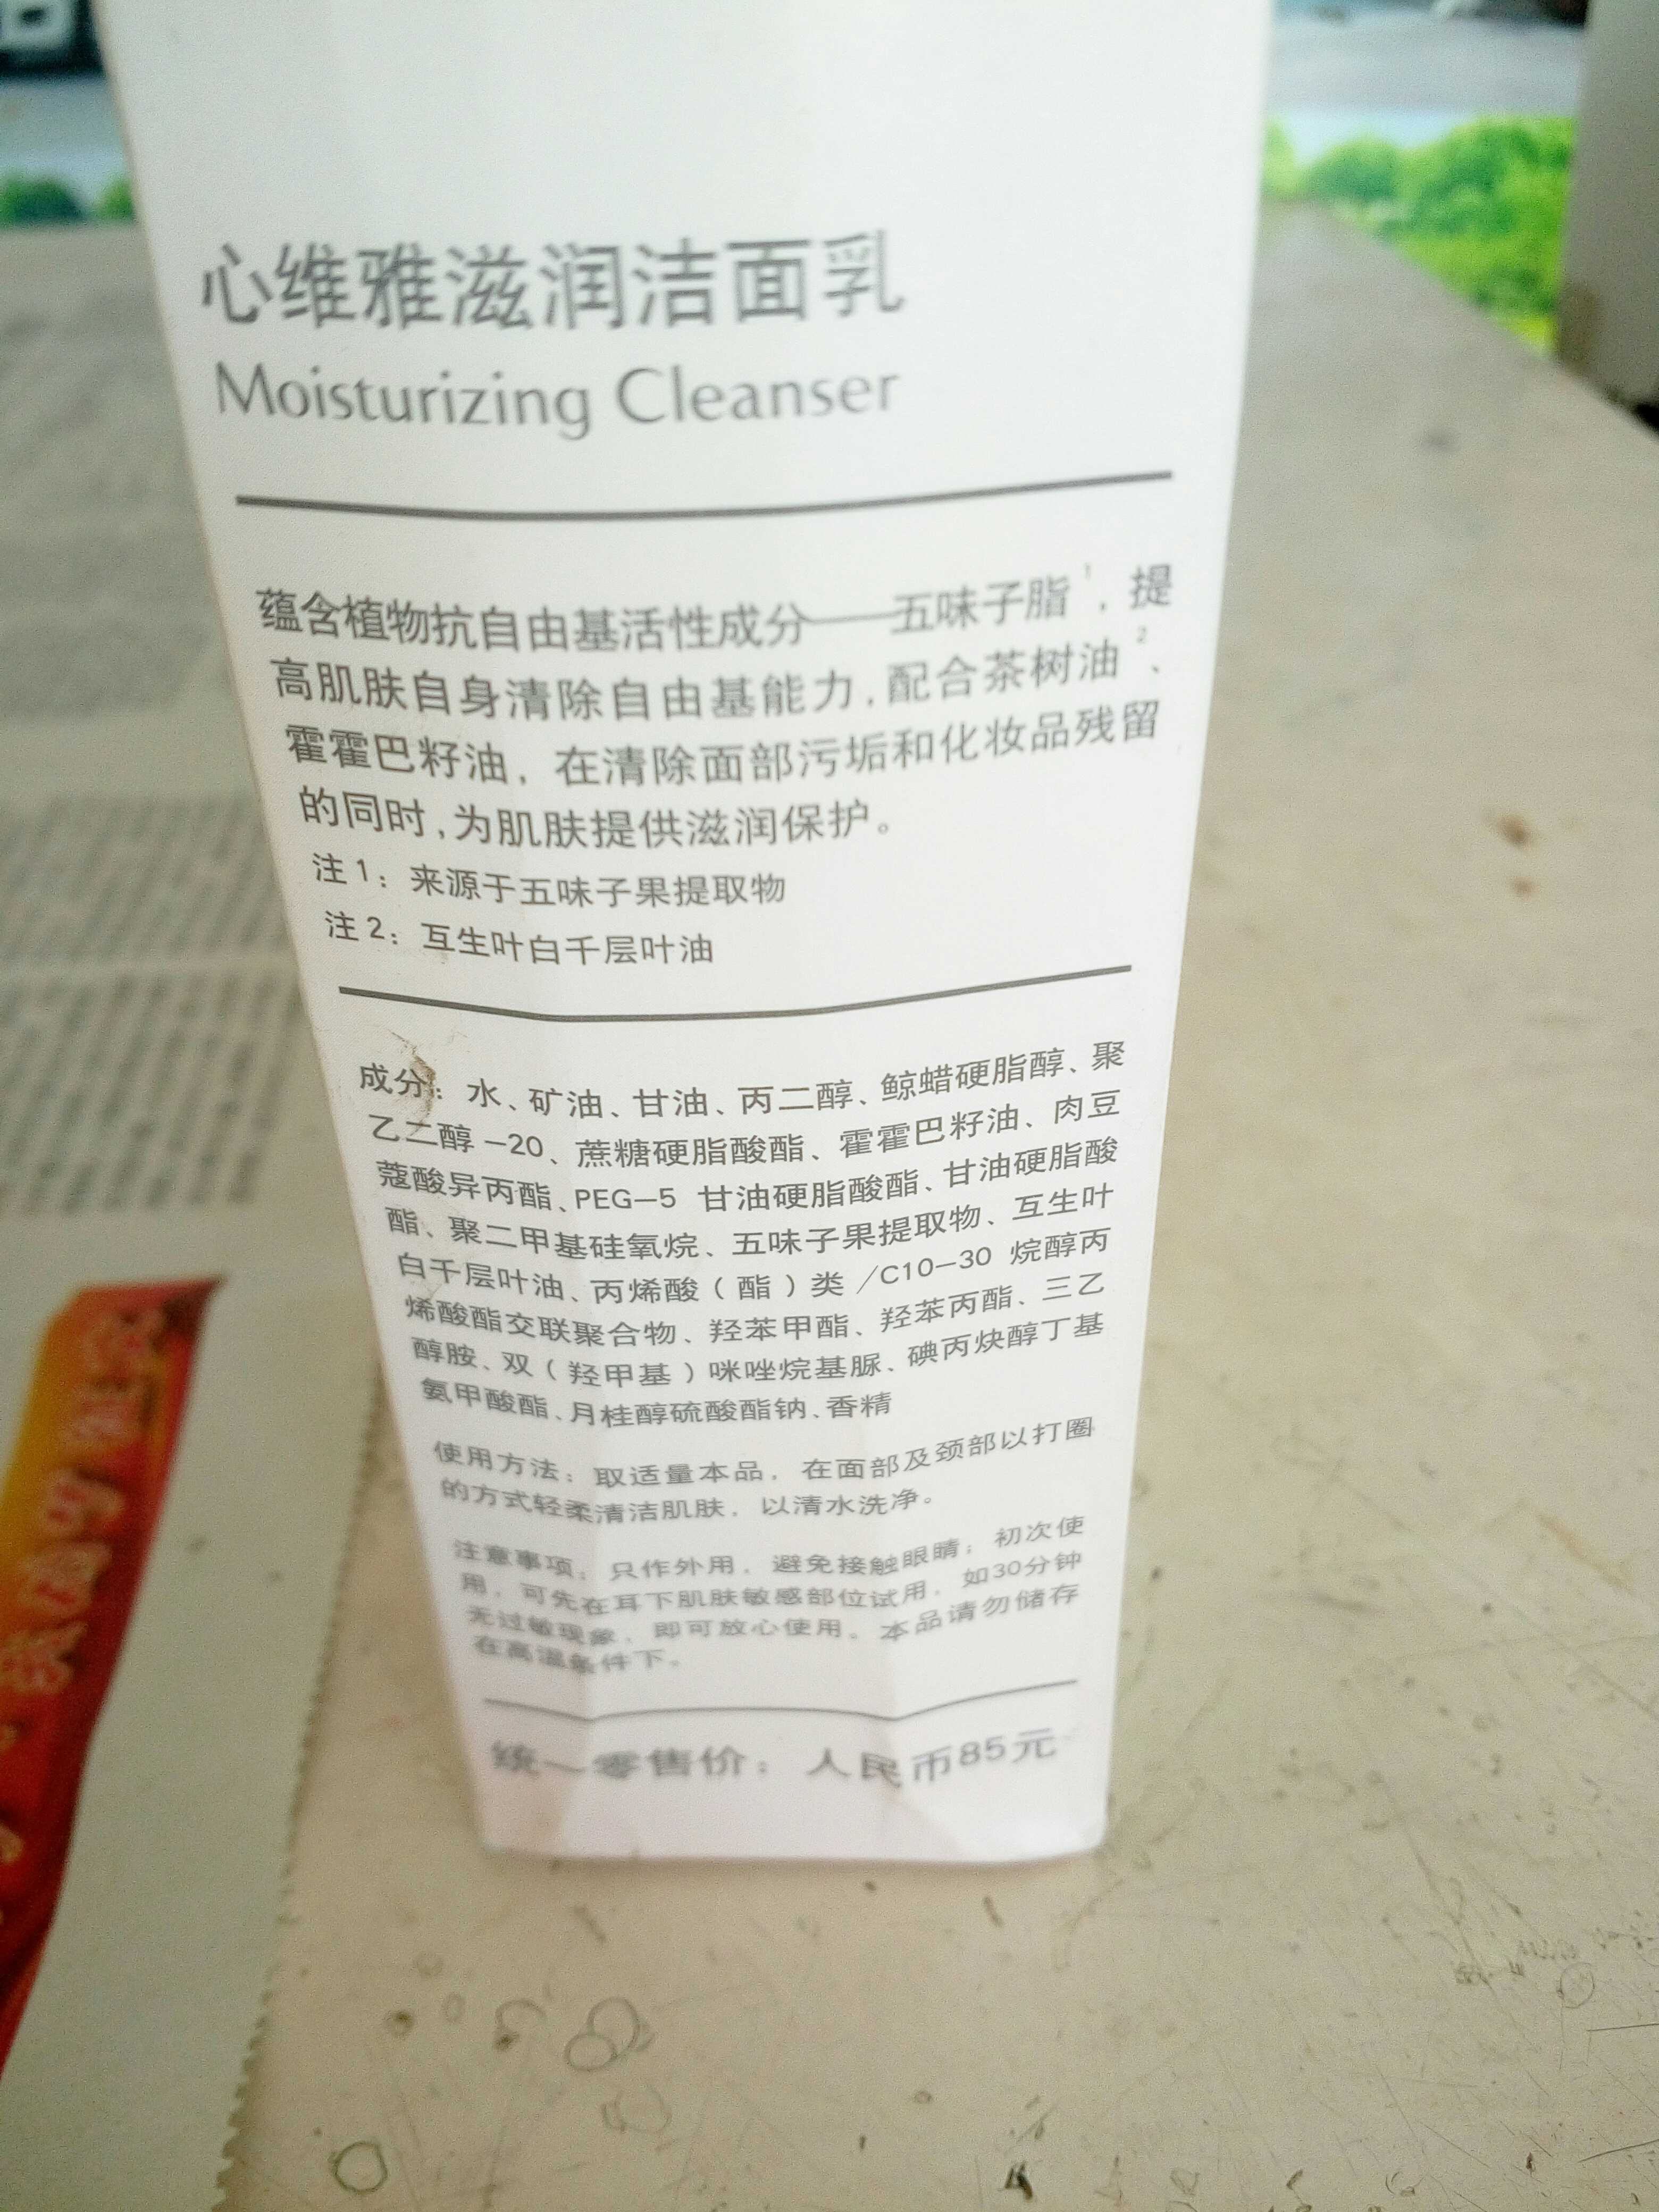 心维雅滋润洁面乳
Moisturizing Cleanser
蕴含植物抗自由基活性成分——五味子脂¹，提
高肌肤自身清除自由基能力，配合茶树油²、
霍霍巴籽油，在清除面部污垢和化妆品残留
的同时，为肌肤提供滋润保护。
注1：来源于五味子果提取物
注2：互生叶白千层叶油
成分：水、矿油、甘油、丙二醇、鲸蜡硬脂醇、聚
乙二醇-20、蔗糖硬脂酸酯、霍霍巴籽油、肉豆
蔻酸异丙酯、PEG-5 甘油硬脂酸酯、甘油硬脂酸
酯、聚二甲基硅氧烷、五味子果提取物、互生叶
白千层叶油、丙烯酸（酯）类/C10-30 烷醇丙
烯酸酯交联聚合物、羟苯甲酯、羟苯丙酯、三乙
醇胺、双（羟甲基）咪唑烷基脲、碘丙炔醇丁基
氨甲酸酯、月桂醇硫酸酯钠、香精
使用方法：取适量本品，在面部及颈部以打圈
的方式轻柔清洁肌肤，以清水洗净。
注意事项：只作外用，避免接触眼睛；初次使
用，可先在耳下肌肤敏感部位试用，如30分钟
无过敏现象，即可放心使用。本品请勿储存
在高温条件下。
统一零售价：人民币85元